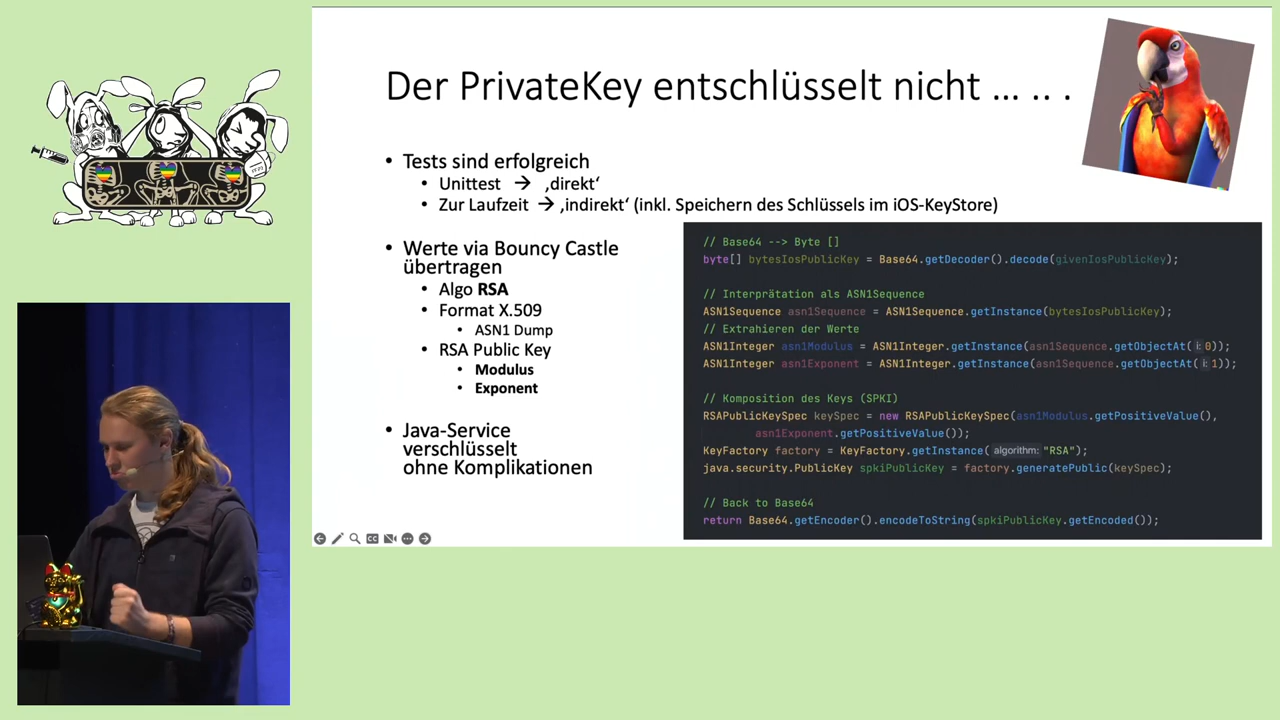 Der PrivateKey entschlüsselt nicht … .. .
• Tests sind erfolgreich
• Unittest → ‚direkt‘
• Zur Laufzeit → ‚indirekt‘ (inkl. Speichern des Schlüssels im iOS-KeyStore)
• Werte via Bouncy Castle
übertragen
• Algo RSA
• Format X.509
• ASN1 Dump
• RSA Public Key
• Modulus
• Exponent
• Java-Service
verschlüsselt
ohne Komplikationen
// Base64 --> Byte []
byte[] bytesIosPublicKey = Base64.getDecoder().decode(givenIosPublicKey);
// Interprätation als ASN1Sequence
ASN1Sequence asn1Sequence = ASN1Sequence.getInstance(bytesIosPublicKey);
// Extrahieren der Werte
ASN1Integer asn1Modulus = ASN1Integer.getInstance(asn1Sequence.getObjectAt( i: 0));
ASN1Integer asn1Exponent = ASN1Integer.getInstance(asn1Sequence.getObjectAt( i: 1));
// Komposition des Keys (SPKI)
RSAPublicKeySpec keySpec = new RSAPublicKeySpec(asn1Modulus.getPositiveValue(),
asn1Exponent.getPositiveValue());
KeyFactory factory = KeyFactory.getInstance( algorithm: "RSA");
java.security.PublicKey spkiPublicKey = factory.generatePublic(keySpec);
// Back to Base64
return Base64.getEncoder().encodeToString(spkiPublicKey.getEncoded());
CC